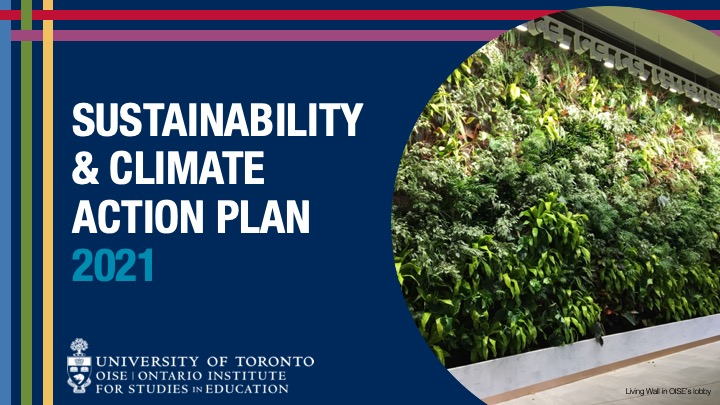 SUSTAINABILITY
& CLIMATE
ACTION PLAN
2021
UNIVERSITY OF TORONTO
OISE | ONTARIO INSTITUTE
FOR STUDIES IN EDUCATION
Living Wall in OISE's lobby